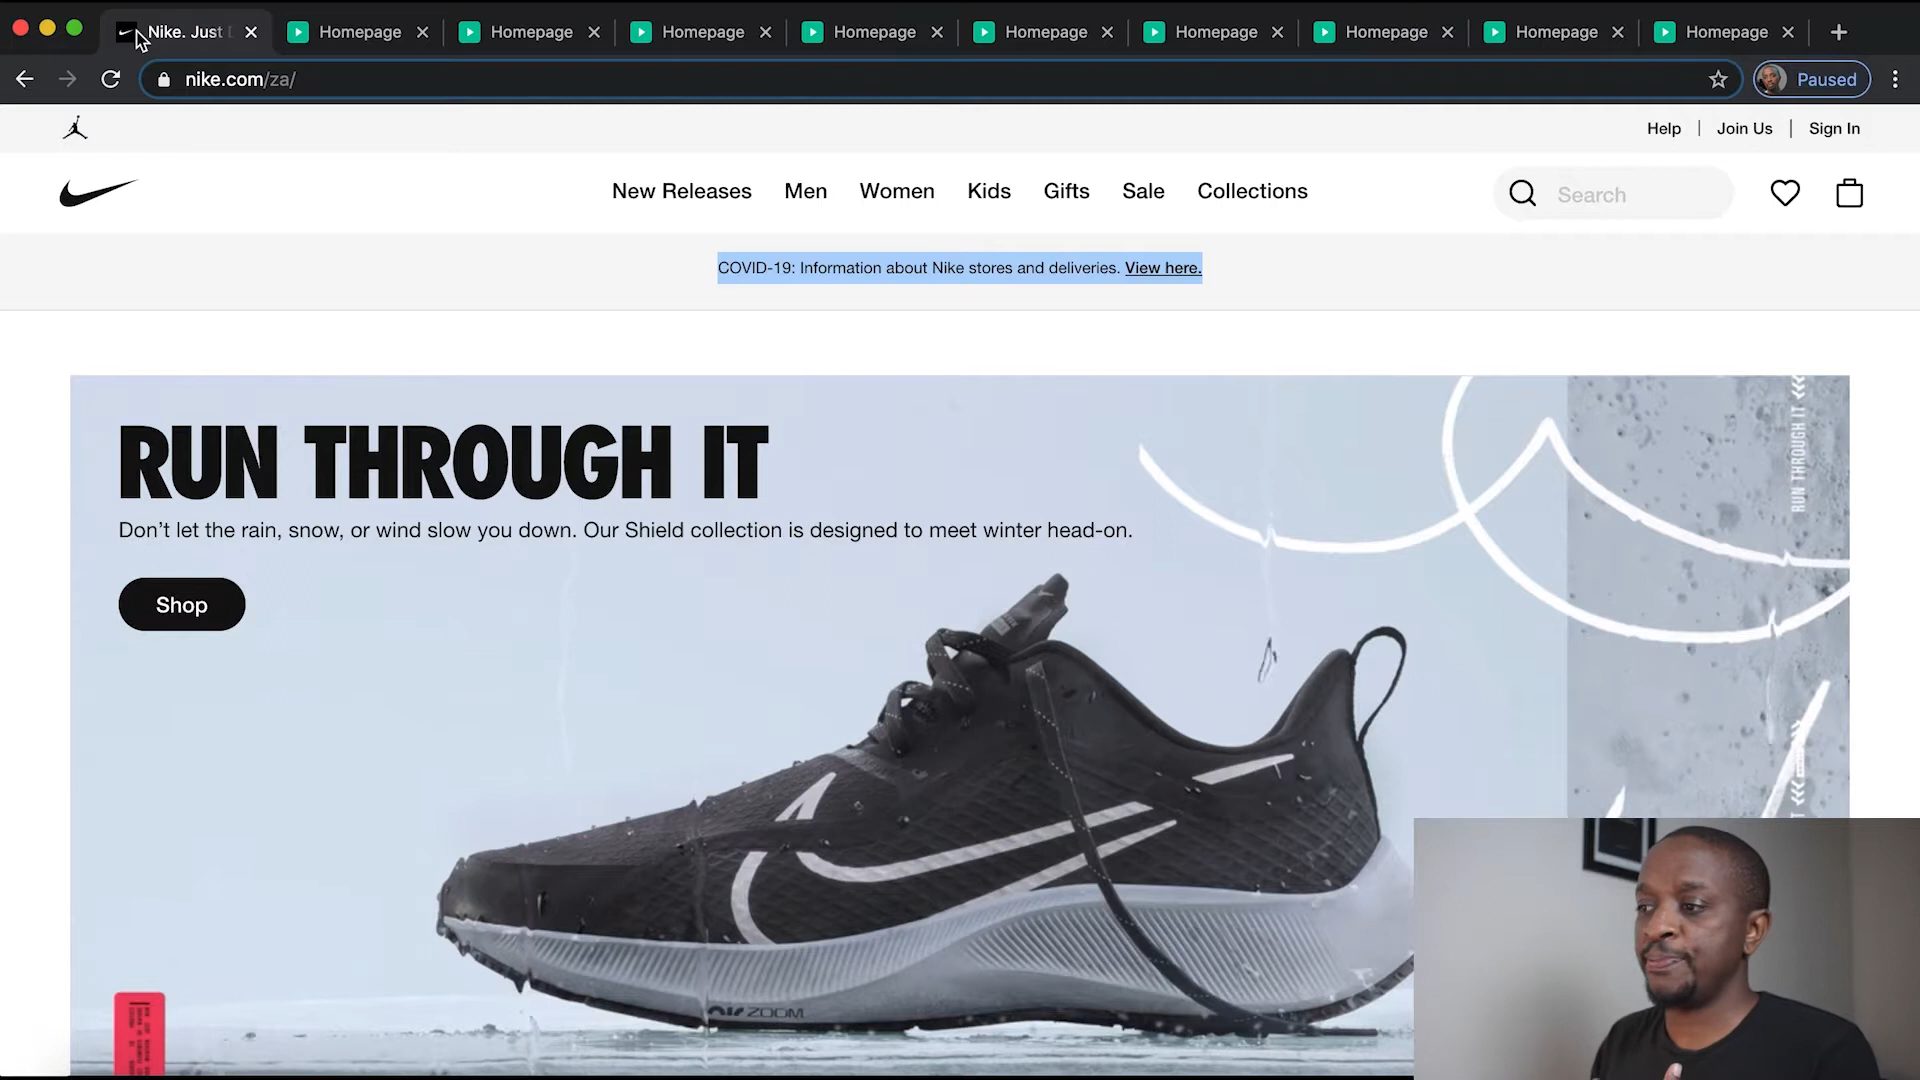 Nike. Just D
Homepage
Homepage
Homepage
Homepage
Homepage
Homepage
Homepage
Homepage
Homepage
nike.com/za/
Paused
Help
Join Us
Sign In
New Releases
Men
Women
Kids
Gifts
Sale
Collections
Search
COVID-19: Information about Nike stores and deliveries. View here.
RUN THROUGH IT
Don’t let the rain, snow, or wind slow you down. Our Shield collection is designed to meet winter head-on.
Shop
RUN THROUGH IT
ZOOM